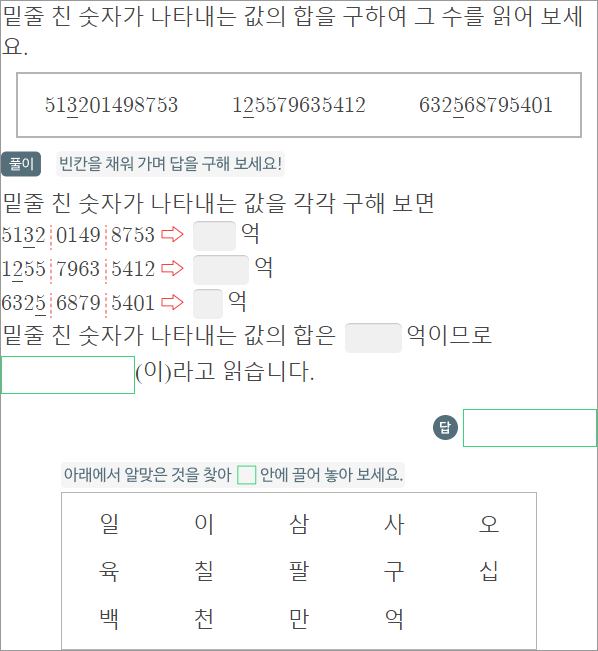 밑줄 친 숫자가 나타내는 값의 합을 구하여 그 수를 읽어 보세
요.
513201498753 125579635412 632568795401
풀이 빈칸을 채워 가며 답을 구해 보세요!
밑줄 친 숫자가 나타내는 값을 각각 구해 보면
5132 0149 8753 ⇨ 억
1255 7963 5412 ⇨ 억
6325 6879 5401 ⇨ 억
밑줄 친 숫자가 나타내는 값의 합은 억이므로
(이)라고 읽습니다.
답
아래에서 알맞은 것을 찾아 □ 안에 끌어 놓아 보세요.
일 이 삼 사 오
육 칠 팔 구 십
백 천 만 억